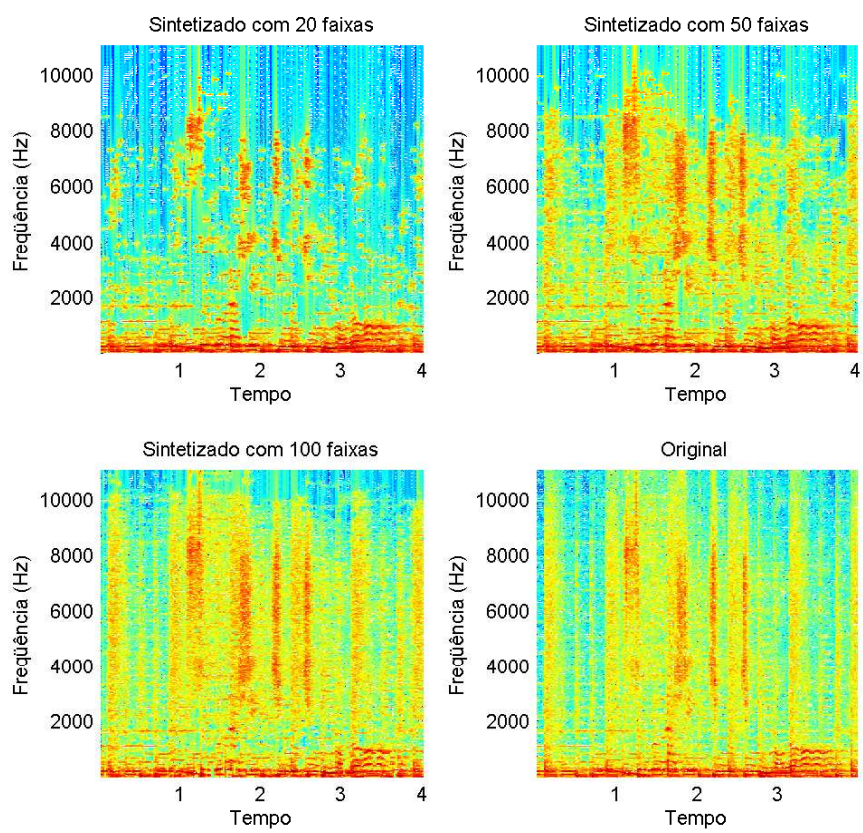 Sintetizado com 20 faixas
Freqüência (Hz)
10000
8000
6000
4000
2000
1 2 3 4
Tempo
Sintetizado com 50 faixas
Freqüência (Hz)
10000
8000
6000
4000
2000
1 2 3 4
Tempo
Sintetizado com 100 faixas
Freqüência (Hz)
10000
8000
6000
4000
2000
1 2 3 4
Tempo
Original
Freqüência (Hz)
10000
8000
6000
4000
2000
1 2 3
Tempo